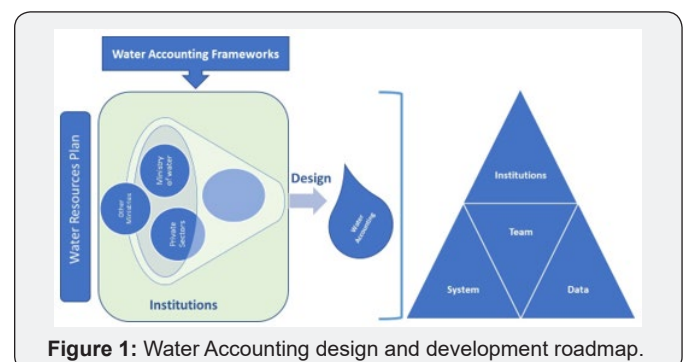 Water Accounting Frameworks
Water Resources Plan
Ministry
of water
Other
Ministries
Private
Sectors
Institutions
Design
Water
Accounting
Institutions
Team
System
Data
Figure 1: Water Accounting design and development roadmap.